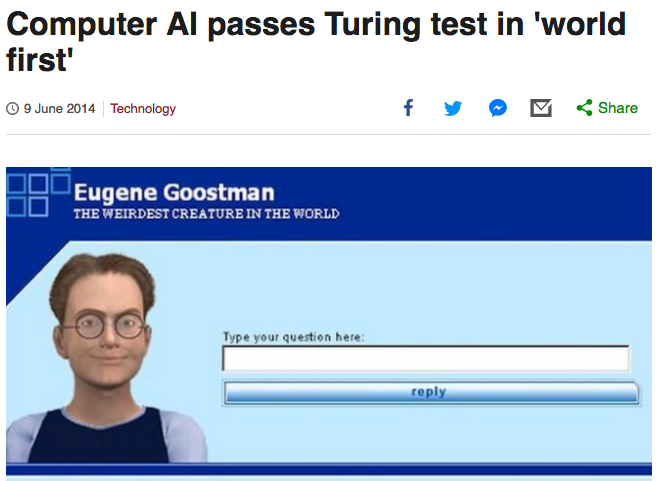 Computer AI passes Turing test in 'world
first'
9 June 2014 Technology Share
Eugene Goostman
THE WEIRDEST CREATURE IN THE WORLD
Type your question here:
reply